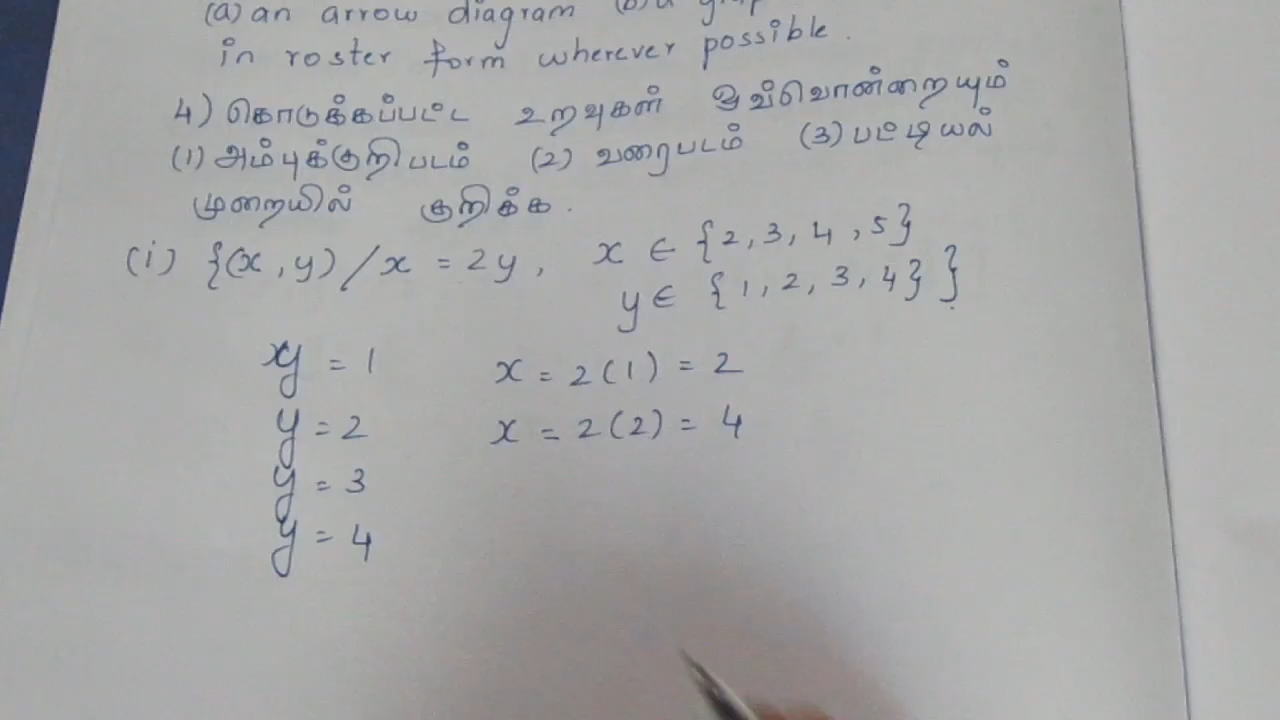 (a) an arrow diagram (b) a
in roster form wherever possible.
4) கொடுக்கப்பட்ட உறவுகள் ஒவ்வொன்றையும்
(1) அம்புக்குறிபடம் (2) வரைபடம் (3) பட்டியல்
முறையில் குறிக்க.
(i) {(x, y) / x = 2y, x ∈ {2, 3, 4, 5}
y ∈ {1, 2, 3, 4} }
y = 1 x = 2(1) = 2
y = 2 x = 2(2) = 4
y = 3
y = 4